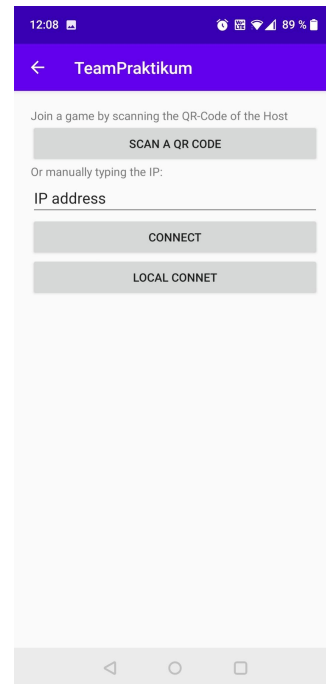 12:08 89 %
TeamPraktikum
Join a game by scanning the QR-Code of the Host
SCAN A QR CODE
Or manually typing the IP:
IP address
CONNECT
LOCAL CONNET